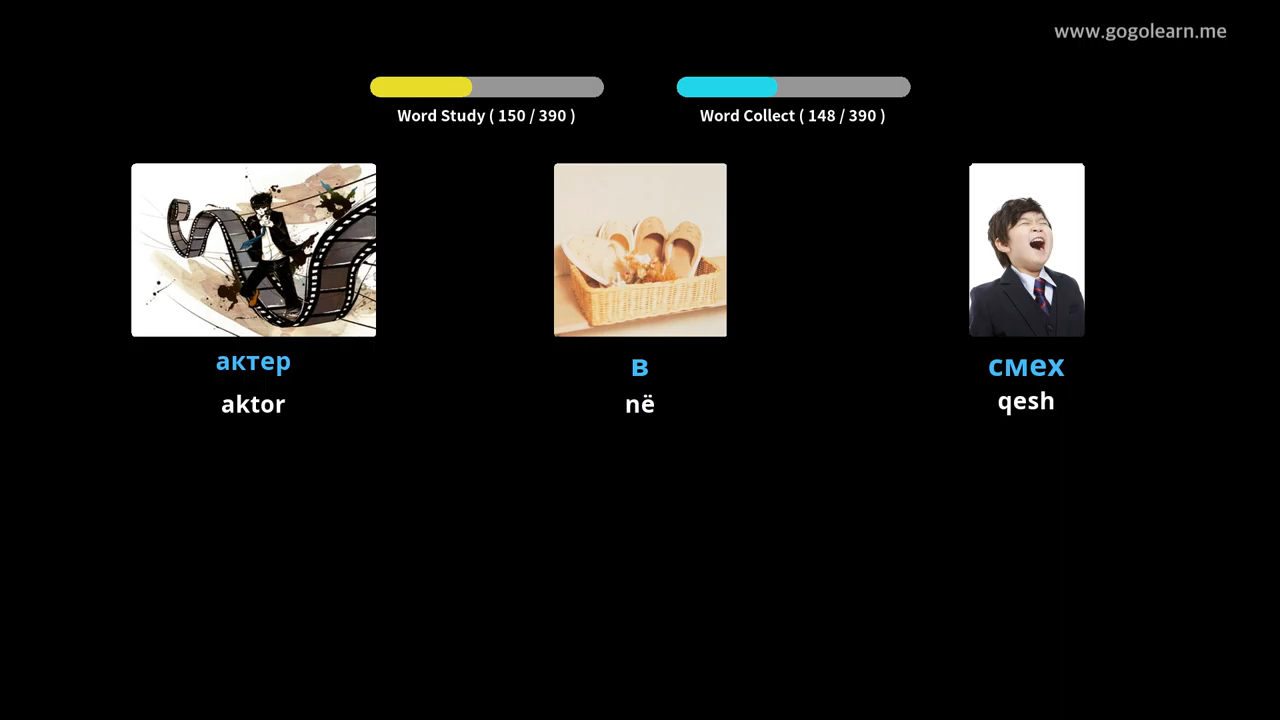 www.gogolearn.me
Word Study ( 150 / 390 )
Word Collect ( 148 / 390 )
актер
в
смех
aktor
në
qesh